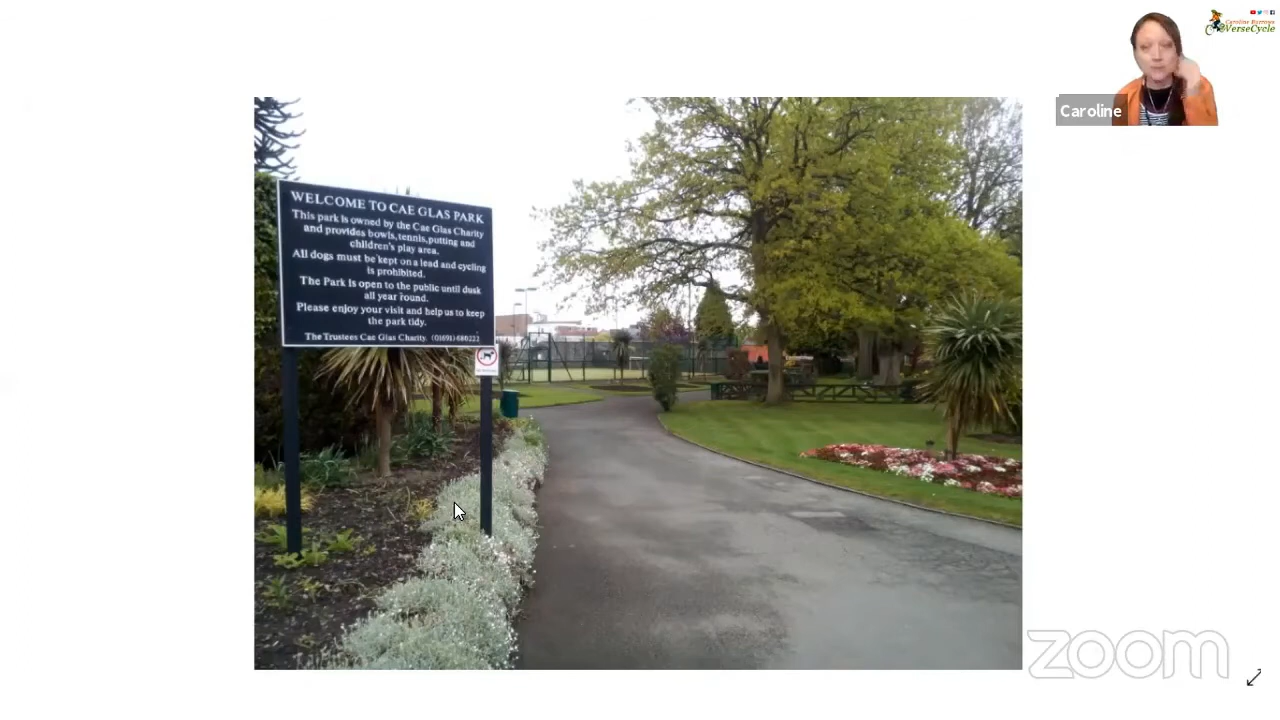 Caroline Burrows
VerseCycle
Caroline
WELCOME TO CAE GLAS PARK
This park is owned by the Cae Glas Charity
and provides bowls, tennis, putting and
children's play area.
All dogs must be kept on a lead and cycling
is prohibited.
The Park is open to the public until dusk
all year round.
Please enjoy your visit and help us to keep
the park tidy.
The Trustees Cae Glas Charity. (01691) 680222
zoom